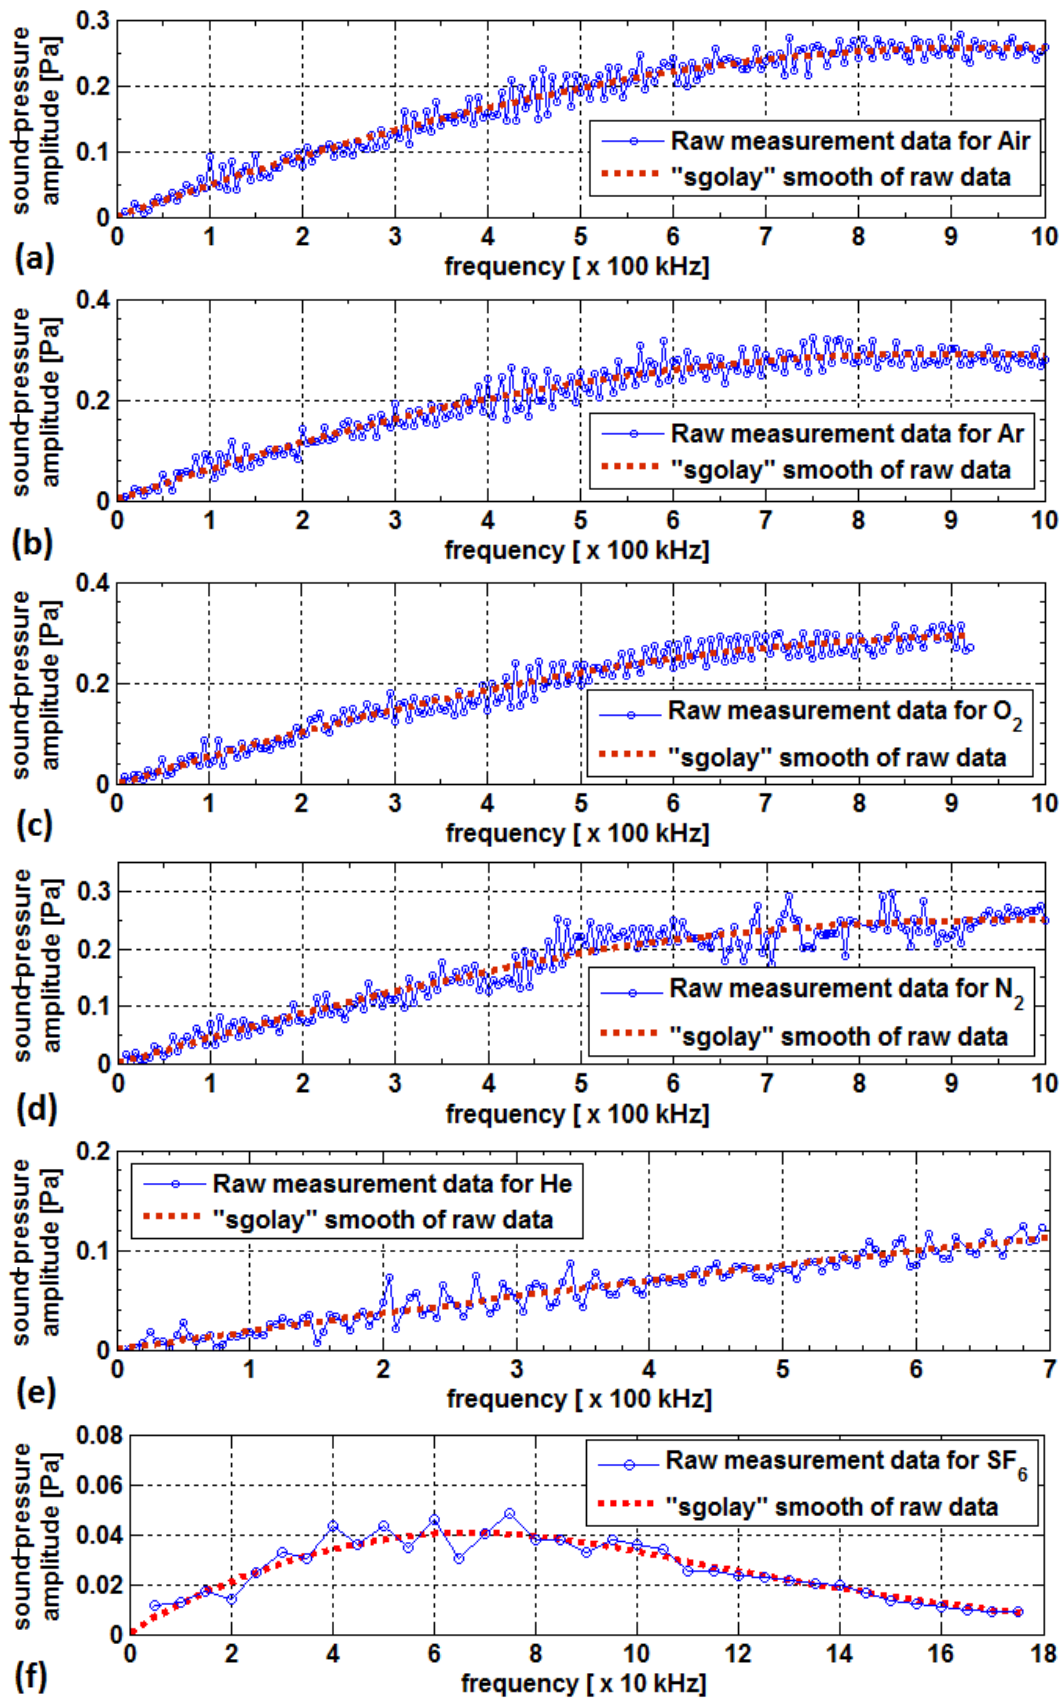 sound-pressure
amplitude [Pa]
0.3
0.2
0.1
0
Raw measurement data for Air
"sgolay" smooth of raw data
0 1 2 3 4 5 6 7 8 9 10
(a)
frequency [ x 100 kHz]
sound-pressure
amplitude [Pa]
0.4
0.2
0
Raw measurement data for Ar
"sgolay" smooth of raw data
0 1 2 3 4 5 6 7 8 9 10
(b)
frequency [ x 100 kHz]
sound-pressure
amplitude [Pa]
0.4
0.2
0
Raw measurement data for O2
"sgolay" smooth of raw data
0 1 2 3 4 5 6 7 8 9 10
(c)
frequency [ x 100 kHz]
sound-pressure
amplitude [Pa]
0.3
0.2
0.1
0
Raw measurement data for N2
"sgolay" smooth of raw data
0 1 2 3 4 5 6 7 8 9 10
(d)
frequency [ x 100 kHz]
sound-pressure
amplitude [Pa]
0.2
0.1
0
Raw measurement data for He
"sgolay" smooth of raw data
0 1 2 3 4 5 6 7
(e)
frequency [ x 100 kHz]
sound-pressure
amplitude [Pa]
0.08
0.06
0.04
0.02
0
Raw measurement data for SF6
"sgolay" smooth of raw data
0 2 4 6 8 10 12 14 16 18
(f)
frequency [ x 10 kHz]